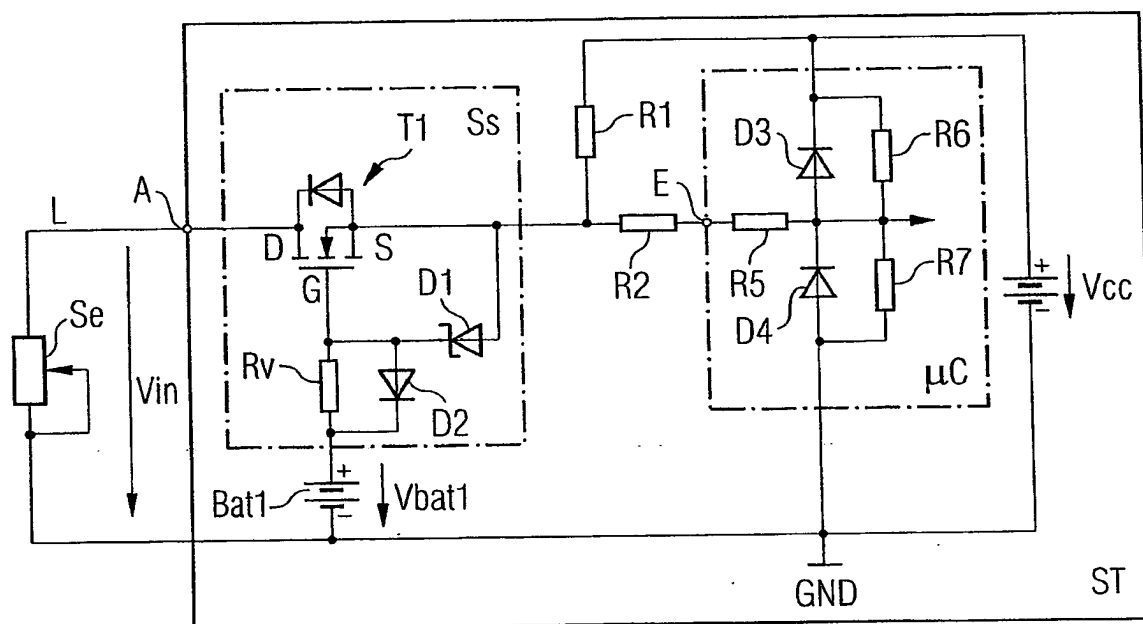 Ss
T1
R1
D3
R6
A
L
E
D
S
G
R2
R5
R7
D1
D4
+
Vcc
-
Se
Vin
Rv
D2
μC
+
Bat1
Vbat1
-
GND
ST